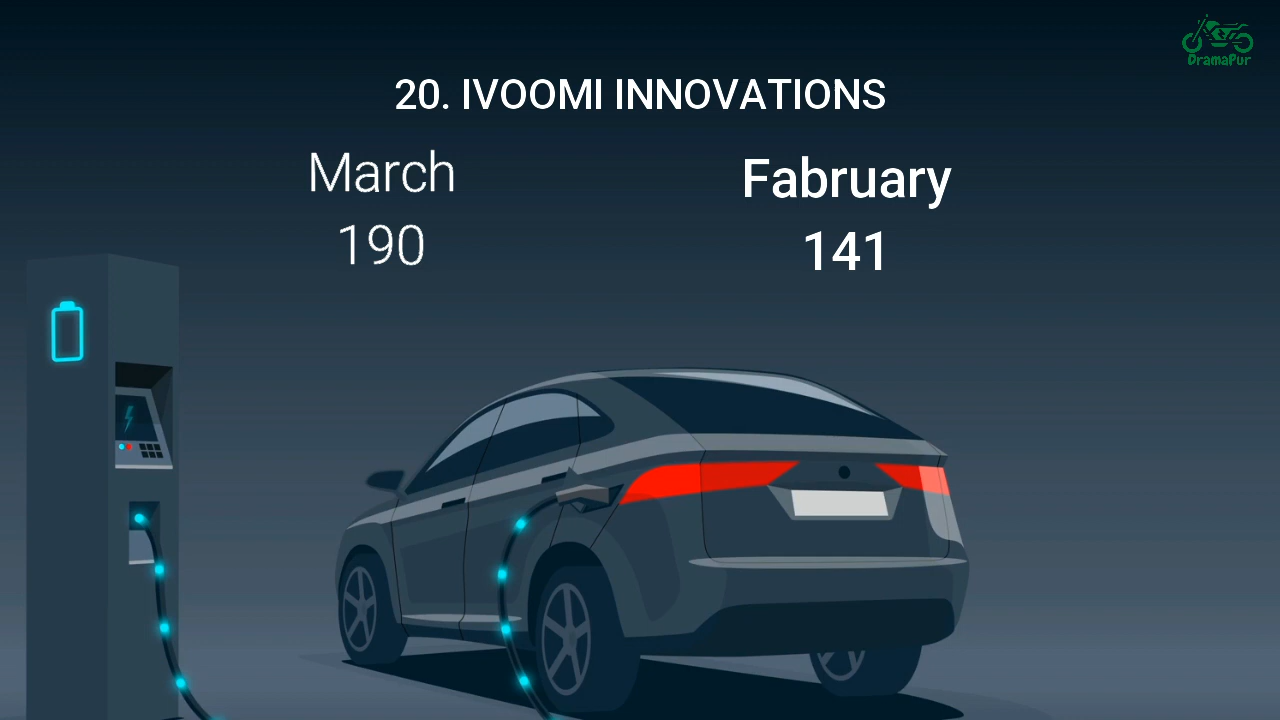 DramaPur
20. IVOOMI INNOVATIONS
March
Fabruary
190
141